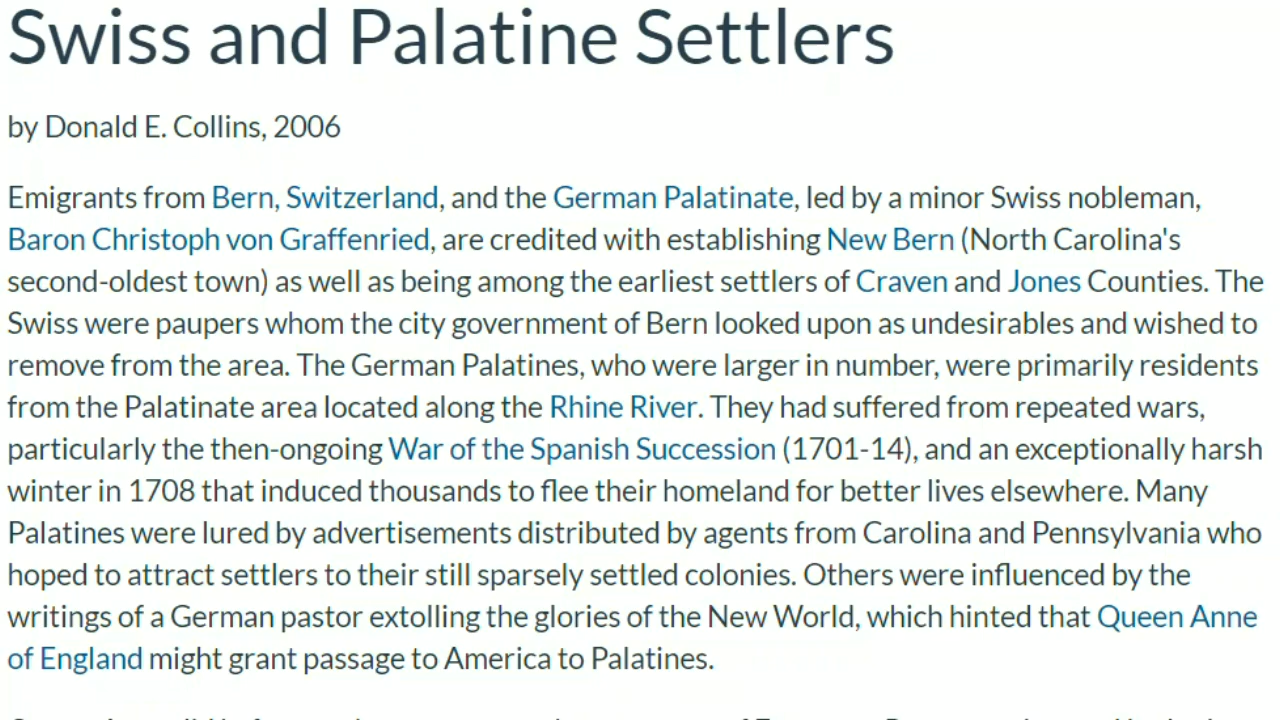 Swiss and Palatine Settlers
by Donald E. Collins, 2006
Emigrants from Bern, Switzerland, and the German Palatinate, led by a minor Swiss nobleman,
Baron Christoph von Graffenried, are credited with establishing New Bern (North Carolina's
second-oldest town) as well as being among the earliest settlers of Craven and Jones Counties. The
Swiss were paupers whom the city government of Bern looked upon as undesirables and wished to
remove from the area. The German Palatines, who were larger in number, were primarily residents
from the Palatinate area located along the Rhine River. They had suffered from repeated wars,
particularly the then-ongoing War of the Spanish Succession (1701-14), and an exceptionally harsh
winter in 1708 that induced thousands to flee their homeland for better lives elsewhere. Many
Palatines were lured by advertisements distributed by agents from Carolina and Pennsylvania who
hoped to attract settlers to their still sparsely settled colonies. Others were influenced by the
writings of a German pastor extolling the glories of the New World, which hinted that Queen Anne
of England might grant passage to America to Palatines.